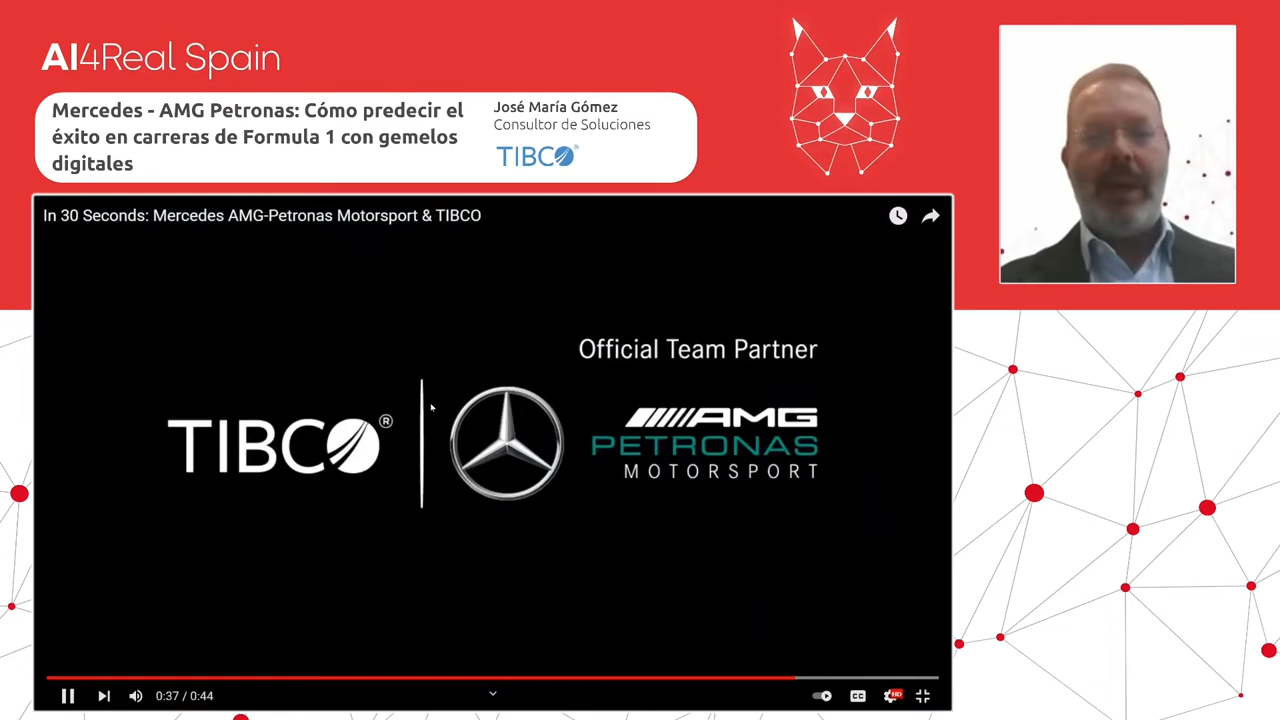 AI4Real Spain
Mercedes - AMG Petronas: Cómo predecir el
éxito en carreras de Formula 1 con gemelos
digitales
José María Gómez
Consultor de Soluciones
TIBCO®
In 30 Seconds: Mercedes AMG-Petronas Motorsport & TIBCO
Official Team Partner
TIBCO®
AMG
PETRONAS
MOTORSPORT
0:37 / 0:44
CC
HD